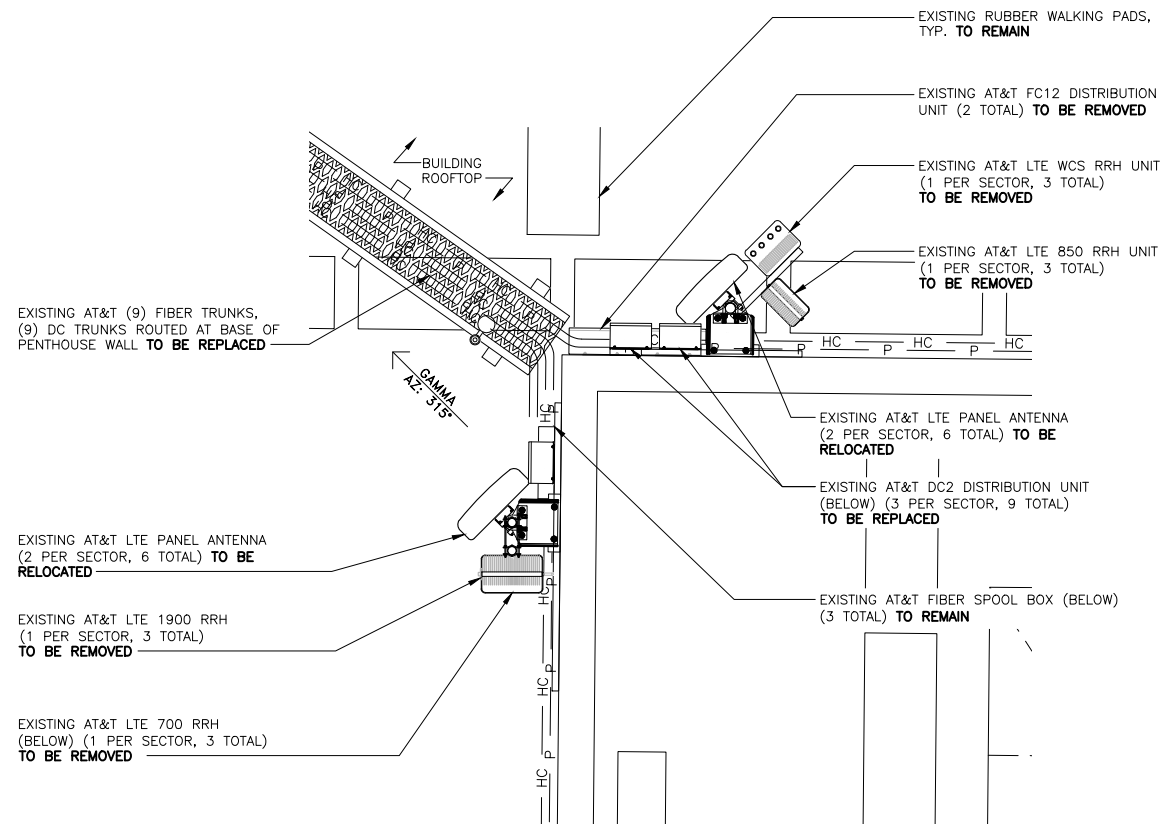 EXISTING RUBBER WALKING PADS,
TYP. TO REMAIN
EXISTING AT&T FC12 DISTRIBUTION
UNIT (2 TOTAL) TO BE REMOVED
BUILDING
ROOFTOP
EXISTING AT&T LTE WCS RRH UNIT
(1 PER SECTOR, 3 TOTAL)
TO BE REMOVED
EXISTING AT&T LTE 850 RRH UNIT
(1 PER SECTOR, 3 TOTAL)
TO BE REMOVED
EXISTING AT&T (9) FIBER TRUNKS,
(9) DC TRUNKS ROUTED AT BASE OF
PENTHOUSE WALL TO BE REPLACED
HC
HC
HC
P
P
P
GAMMA
AZ: 315°
HC
P
EXISTING AT&T LTE PANEL ANTENNA
(2 PER SECTOR, 6 TOTAL) TO BE
RELOCATED
EXISTING AT&T DC2 DISTRIBUTION UNIT
(BELOW) (3 PER SECTOR, 9 TOTAL)
TO BE REPLACED
EXISTING AT&T LTE PANEL ANTENNA
(2 PER SECTOR, 6 TOTAL) TO BE
RELOCATED
EXISTING AT&T FIBER SPOOL BOX (BELOW)
(3 TOTAL) TO REMAIN
EXISTING AT&T LTE 1900 RRH
(1 PER SECTOR, 3 TOTAL)
TO BE REMOVED
P
HC
P
HC
EXISTING AT&T LTE 700 RRH
(BELOW) (1 PER SECTOR, 3 TOTAL)
TO BE REMOVED
P
HC